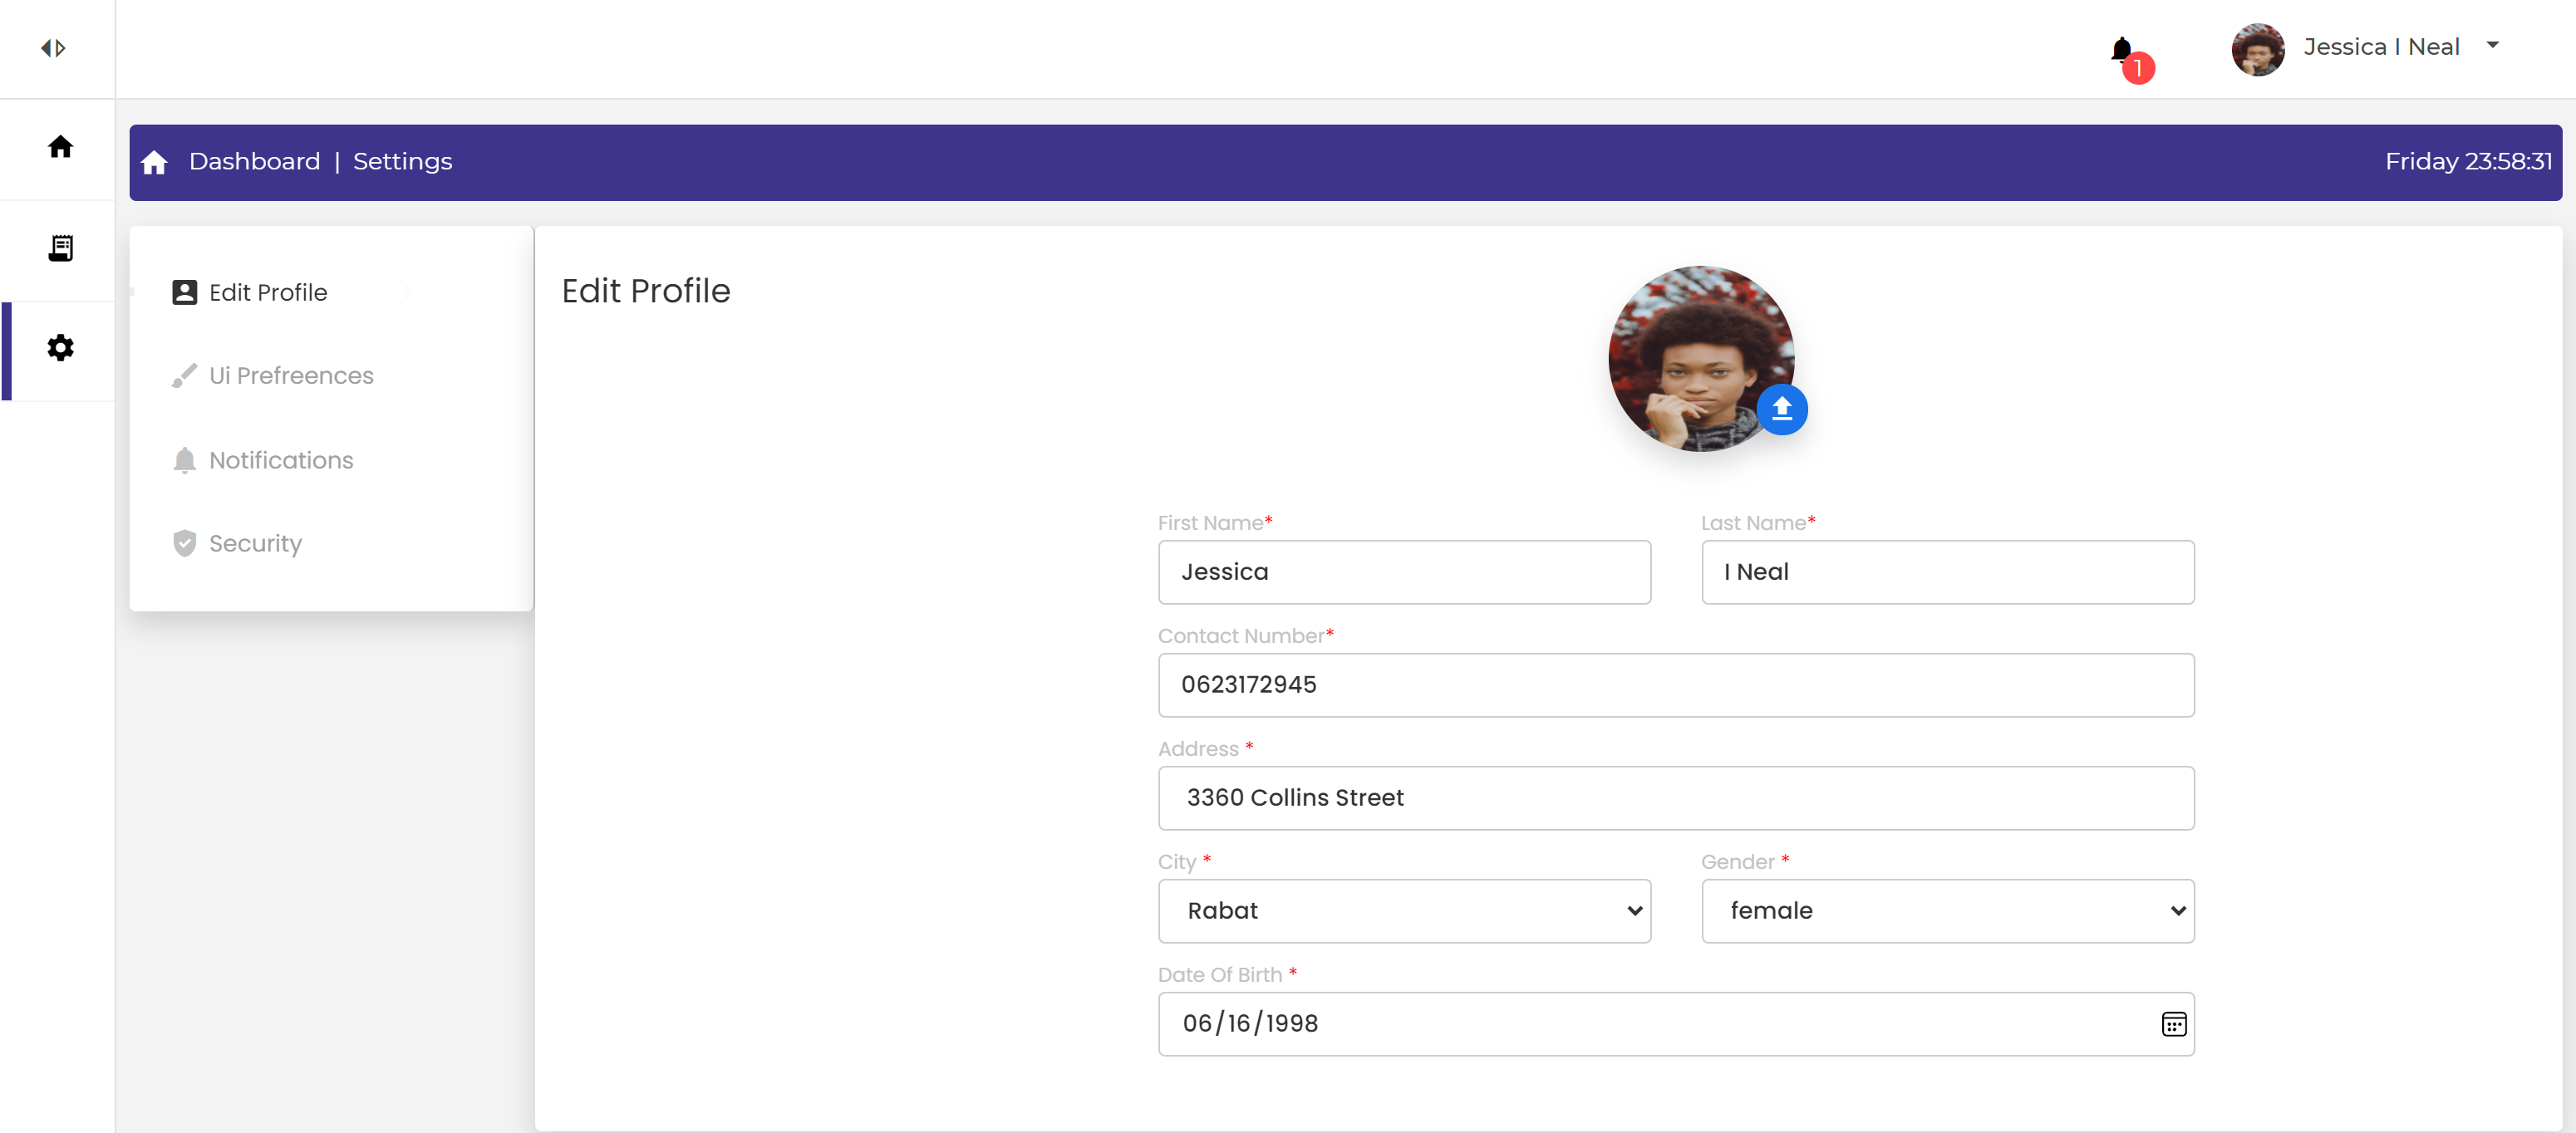 1
Jessica I Neal
Dashboard | Settings
Friday 23:58:31
Edit Profile
Ui Prefreences
Notifications
Security
Edit Profile
First Name*
Last Name*
Jessica
I Neal
Contact Number*
0623172945
Address *
3360 Collins Street
City *
Gender *
Rabat
female
Date Of Birth *
06/16/1998